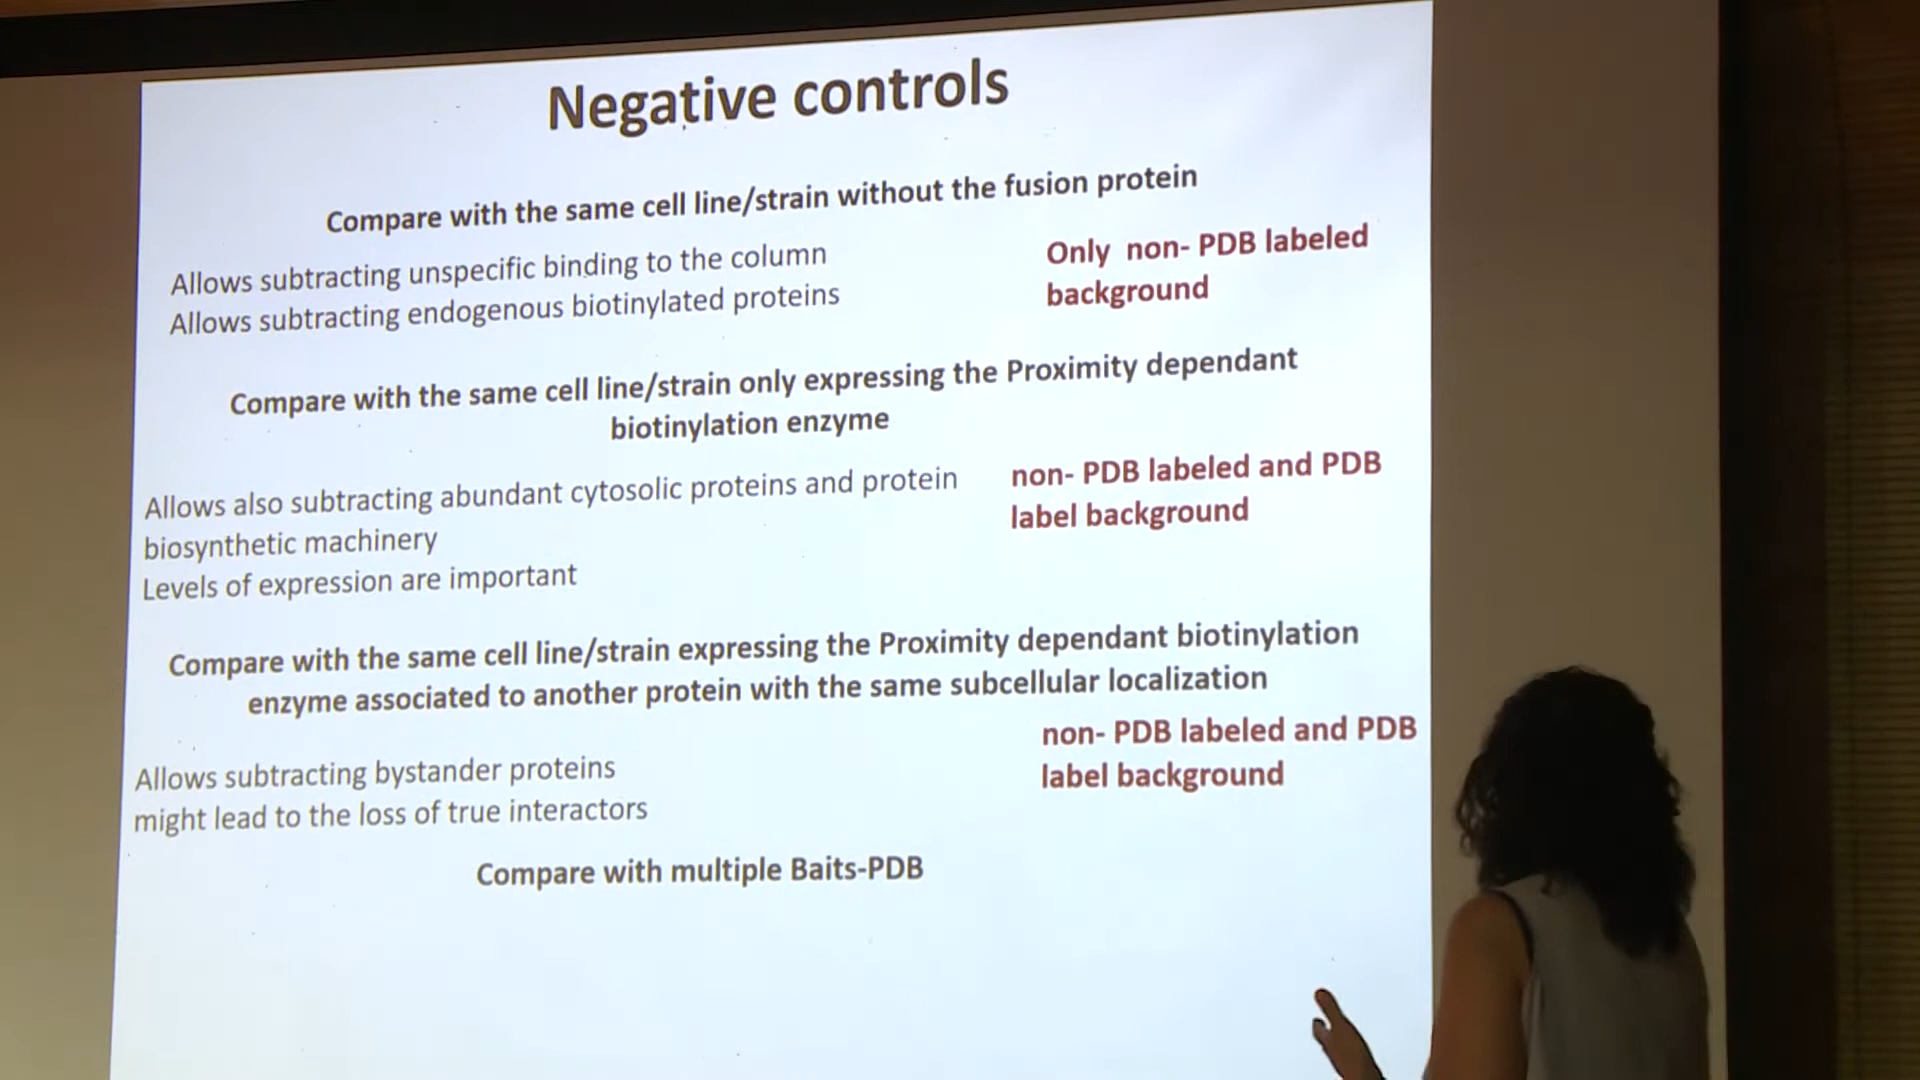 Negative controls
Compare with the same cell line/strain without the fusion protein
Allows subtracting unspecific binding to the column
Allows subtracting endogenous biotinylated proteins
Only non- PDB labeled
background
Compare with the same cell line/strain only expressing the Proximity dependant
biotinylation enzyme
Allows also subtracting abundant cytosolic proteins and protein
biosynthetic machinery
Levels of expression are important
non- PDB labeled and PDB
label background
Compare with the same cell line/strain expressing the Proximity dependant biotinylation
enzyme associated to another protein with the same subcellular localization
non- PDB labeled and PDB
label background
Allows subtracting bystander proteins
might lead to the loss of true interactors
Compare with multiple Baits-PDB